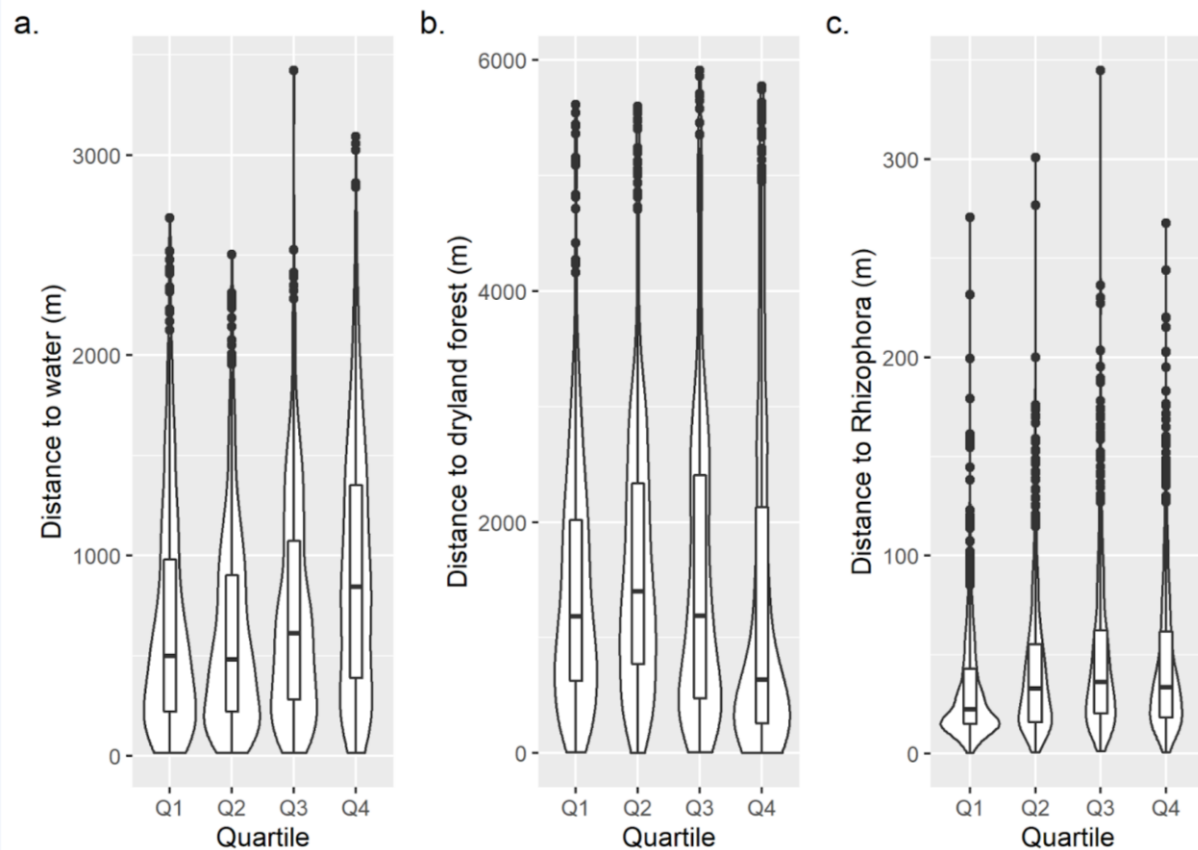 a.
Distance to water (m)
3000
2000
1000
0
Q1 Q2 Q3 Q4
Quartile
b.
Distance to dryland forest (m)
6000
4000
2000
0
Q1 Q2 Q3 Q4
Quartile
c.
Distance to Rhizophora (m)
300
200
100
0
Q1 Q2 Q3 Q4
Quartile